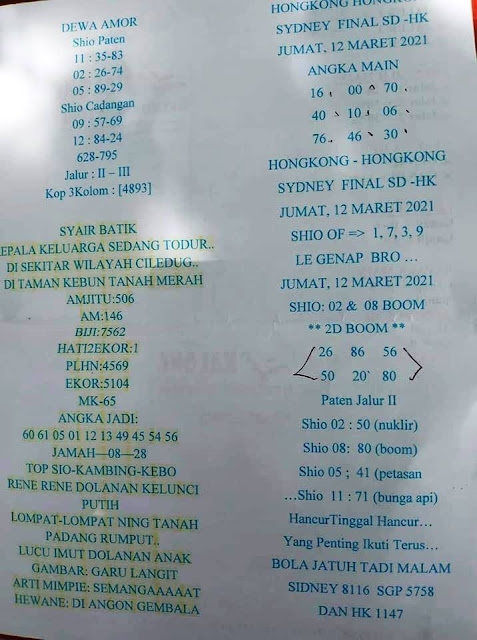 DEWA AMOR
Shio Paten
11 : 35-83
02 : 26-74
05 : 89-29
Shio Cadangan
09 : 57-69
12 : 84-24
628-795
Jalur : II – III
Kop 3Kolom : [4893]
SYAIR BATIK
EPALA KELUARGA SEDANG TODUR..
DI SEKITAR WILAYAH CILEDUG..
DI TAMAN KEBUN TANAH MERAH
AMJITU:506
AM:146
BIJI:7562
HATI2EKOR:1
PLHN:4569
EKOR:5104
MK-65
ANGKA JADI:
60 61 05 01 12 13 49 45 54 56
JAMAH—08—28
TOP SIO-KAMBING-KEBO
RENE RENE DOLANAN KELUNCI
PUTIH
LOMPAT-LOMPAT NING TANAH
PADANG RUMPUT..
LUCU IMUT DOLANAN ANAK
GAMBAR: GARU LANGIT
ARTI MIMPIE: SEMANGAAAAT
HEWANE: DI ANGON GEMBALA
HONGKONG HONGKONG
SYDNEY FINAL SD -HK
JUMAT, 12 MARET 2021
ANGKA MAIN
16 00 70
40 10 06
76 46 30
HONGKONG - HONGKONG
SYDNEY FINAL SD -HK
JUMAT, 12 MARET 2021
SHIO OF => 1, 7, 3, 9
LE GENAP BRO …
JUMAT, 12 MARET 2021
SHIO: 02 & 08 BOOM
** 2D BOOM **
26 86 56
50 20 80
Paten Jalur II
Shio 02 : 50 (nuklir)
Shio 08: 80 (boom)
Shio 05 ; 41 (petasan
…Shio 11 : 71 (bunga api)
HancurTinggal Hancur…
Yang Penting Ikuti Terus…
BOLA JATUH TADI MALAM
SIDNEY 8116 SGP 5758
DAN HK 1147